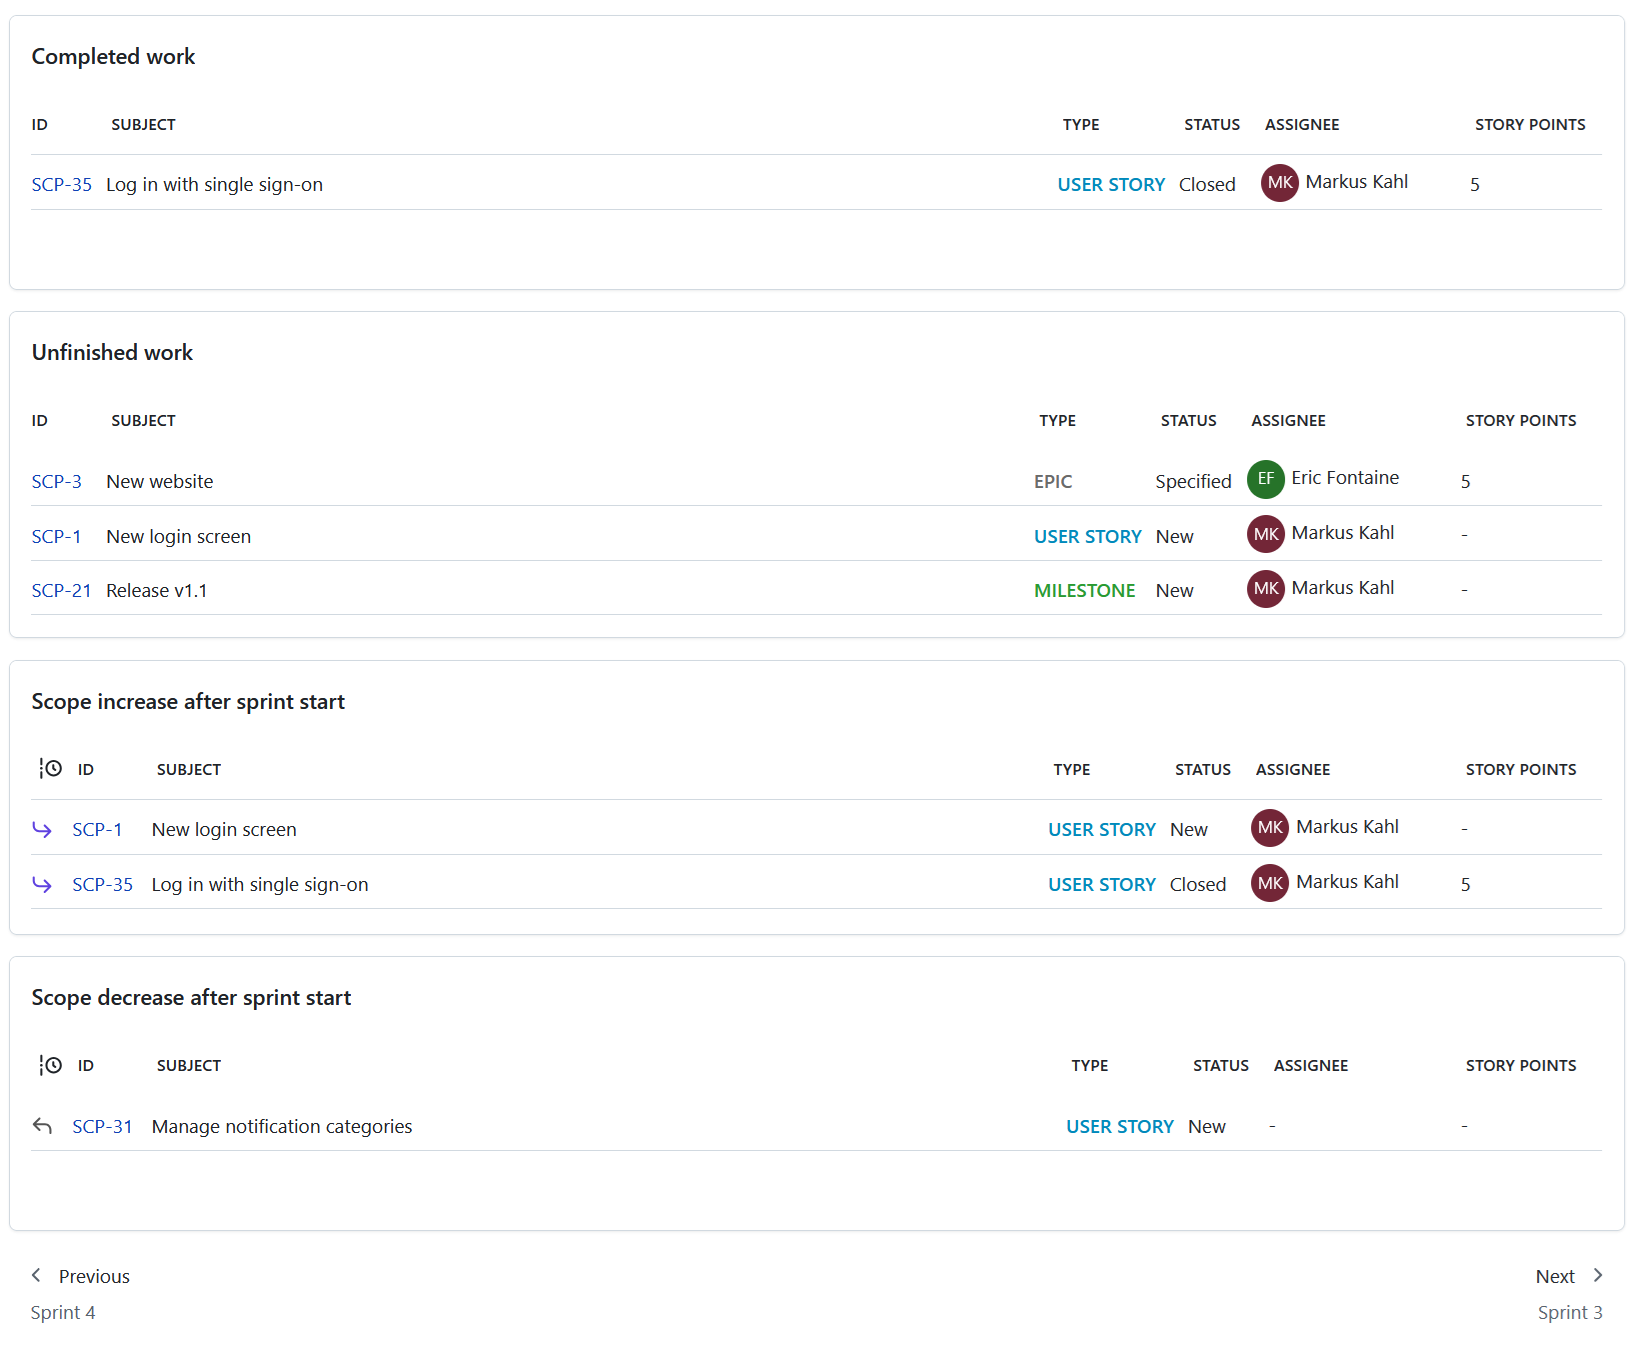 Completed work
ID SUBJECT TYPE STATUS ASSIGNEE STORY POINTS
SCP-35 Log in with single sign-on USER STORY Closed MK Markus Kahl 5
Unfinished work
ID SUBJECT TYPE STATUS ASSIGNEE STORY POINTS
SCP-3 New website EPIC Specified EF Eric Fontaine 5
SCP-1 New login screen USER STORY New MK Markus Kahl -
SCP-21 Release v1.1 MILESTONE New MK Markus Kahl -
Scope increase after sprint start
ID SUBJECT TYPE STATUS ASSIGNEE STORY POINTS
SCP-1 New login screen USER STORY New MK Markus Kahl -
SCP-35 Log in with single sign-on USER STORY Closed MK Markus Kahl 5
Scope decrease after sprint start
ID SUBJECT TYPE STATUS ASSIGNEE STORY POINTS
SCP-31 Manage notification categories USER STORY New - -
Previous Next
Sprint 4 Sprint 3